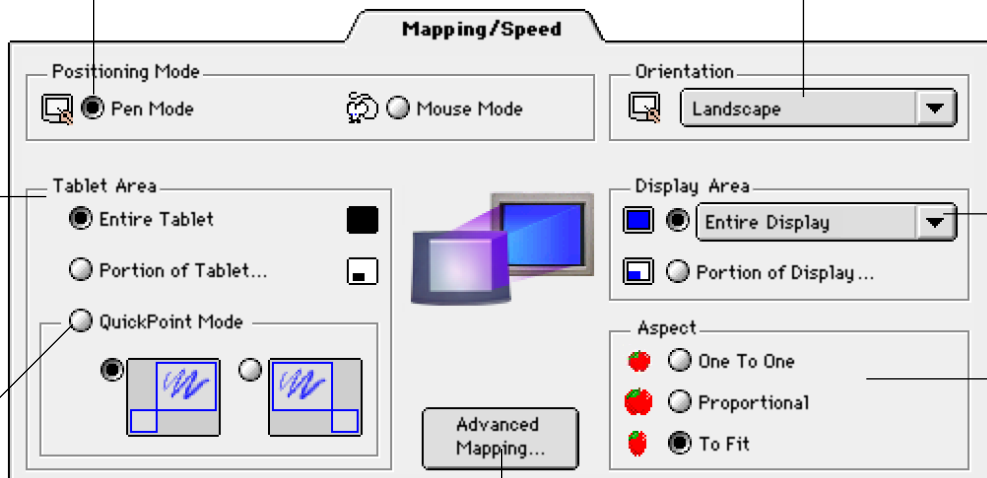 Mapping/Speed
Positioning Mode
Pen Mode
Mouse Mode
Orientation
Landscape
Tablet Area
Entire Tablet
Portion of Tablet...
QuickPoint Mode
Display Area
Entire Display
Portion of Display...
Aspect
One To One
Proportional
To Fit
Advanced
Mapping...